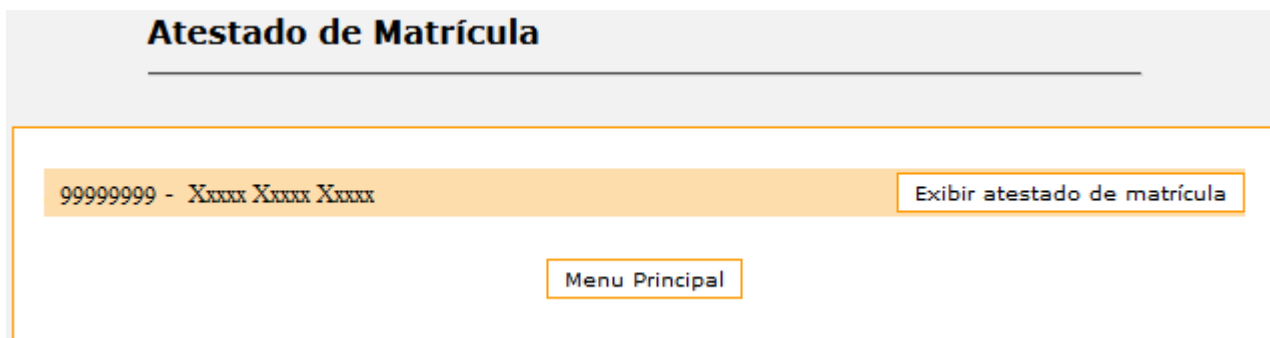 Atestado de Matrícula
99999999 - Xxxxx Xxxxx Xxxxx Exibir atestado de matrícula
Menu Principal